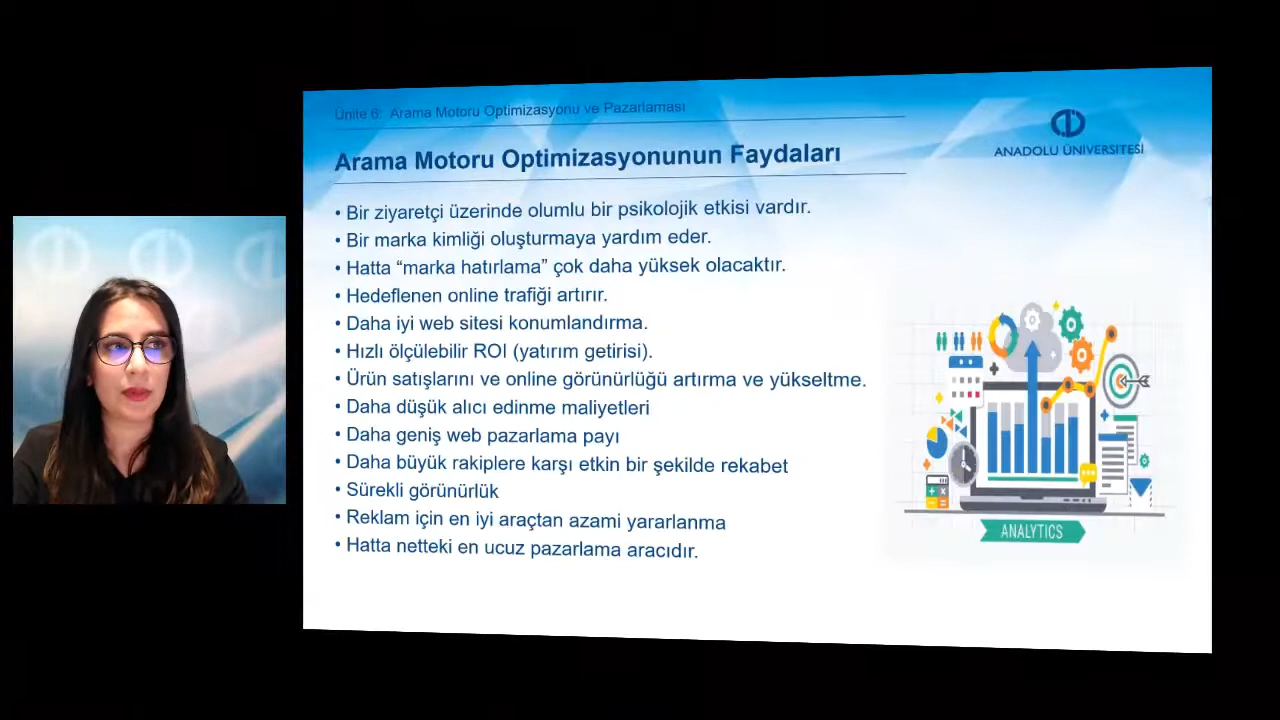 Ünite 6: Arama Motoru Optimizasyonu ve Pazarlaması
ANADOLU ÜNİVERSİTESİ
Arama Motoru Optimizasyonunun Faydaları
• Bir ziyaretçi üzerinde olumlu bir psikolojik etkisi vardır.
• Bir marka kimliği oluşturmaya yardım eder.
• Hatta “marka hatırlama” çok daha yüksek olacaktır.
• Hedeflenen online trafiği artırır.
• Daha iyi web sitesi konumlandırma.
• Hızlı ölçülebilir ROI (yatırım getirisi).
• Ürün satışlarını ve online görünürlüğü artırma ve yükseltme.
• Daha düşük alıcı edinme maliyetleri
• Daha geniş web pazarlama payı
• Daha büyük rakiplere karşı etkin bir şekilde rekabet
• Sürekli görünürlük
• Reklam için en iyi araçtan azami yararlanma
• Hatta netteki en ucuz pazarlama aracıdır.
ANALYTICS